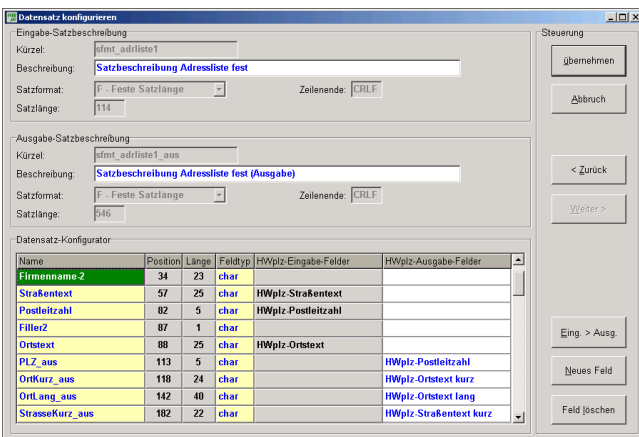 Datensatz konfigurieren
Eingabe-Satzbeschreibung
Kürzel: sfmt_adrliste1
Beschreibung: Satzbeschreibung Adressliste fest
Satzformat: F - Feste Satzlänge Zeilenende: CRLF
Satzlänge: 114
Ausgabe-Satzbeschreibung
Kürzel: sfmt_adrliste1_aus
Beschreibung: Satzbeschreibung Adressliste fest (Ausgabe)
Satzformat: F - Feste Satzlänge Zeilenende: CRLF
Satzlänge: 546
Datensatz-Konfigurator
Name Position Länge Feldtyp HWplz-Eingabe-Felder HWplz-Ausgabe-Felder
Firmenname-2 34 23 char
Straßentext 57 25 char HWplz-Straßentext
Postleitzahl 82 5 char HWplz-Postleitzahl
Filler2 87 1 char
Ortstext 88 25 char HWplz-Ortstext
PLZ_aus 113 5 char HWplz-Postleitzahl
OrtKurz_aus 118 24 char HWplz-Ortstext kurz
OrtLang_aus 142 40 char HWplz-Ortstext lang
StrasseKurz_aus 182 22 char HWplz-Straßentext kurz
Steuerung
übernehmen
Abbruch
< Zurück
Weiter >
Eing. > Ausg.
Neues Feld
Feld löschen